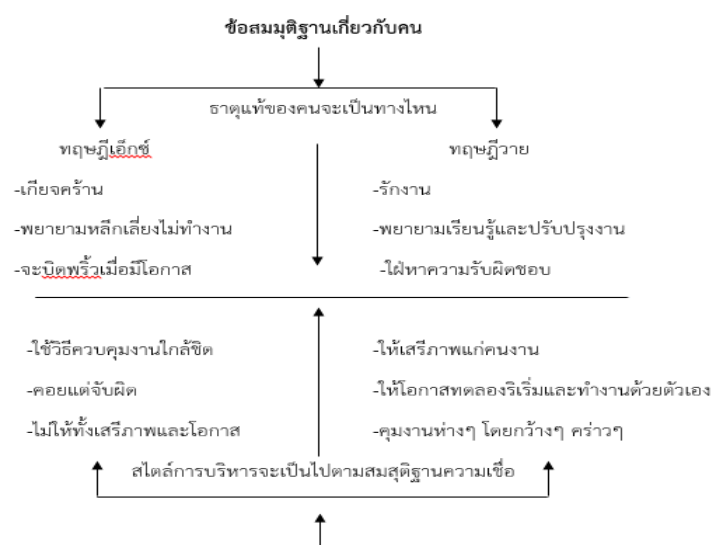 ข้อสมมุติฐานเกี่ยวกับคน
ธาตุแท้ของคนจะเป็นทางไหน
ทฤษฎีเอ็กซ์ ทฤษฎีวาย
-เกียจคร้าน -รักงาน
-พยายามหลีกเลี่ยงไม่ทำงาน -พยายามเรียนรู้และปรับปรุงงาน
-จะบิดพริ้วเมื่อมีโอกาส -ใฝ่หาความรับผิดชอบ
-ใช้วิธีควบคุมงานใกล้ชิด -ให้เสรีภาพแก่คนงาน
-คอยแต่จับผิด -ให้โอกาสทดลองริเริ่มและทำงานด้วยตัวเอง
-ไม่ให้ทั้งเสรีภาพและโอกาส -คุมงานห่างๆ โดยกว้างๆ คร่าวๆ
สไตล์การบริหารจะเป็นไปตามสมสุติฐานความเชื่อ